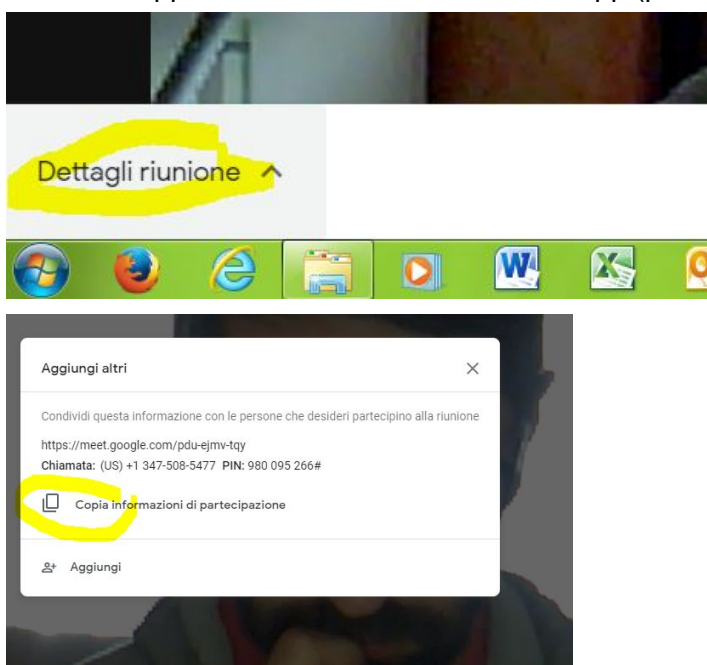 Dettagli riunione
Aggiungi altri
Condividi questa informazione con le persone che desideri partecipino alla riunione
https://meet.google.com/pdu-ejmv-tqy
Chiamata: (US) +1 347-508-5477 PIN: 980 095 266#
Copia informazioni di partecipazione
Aggiungi